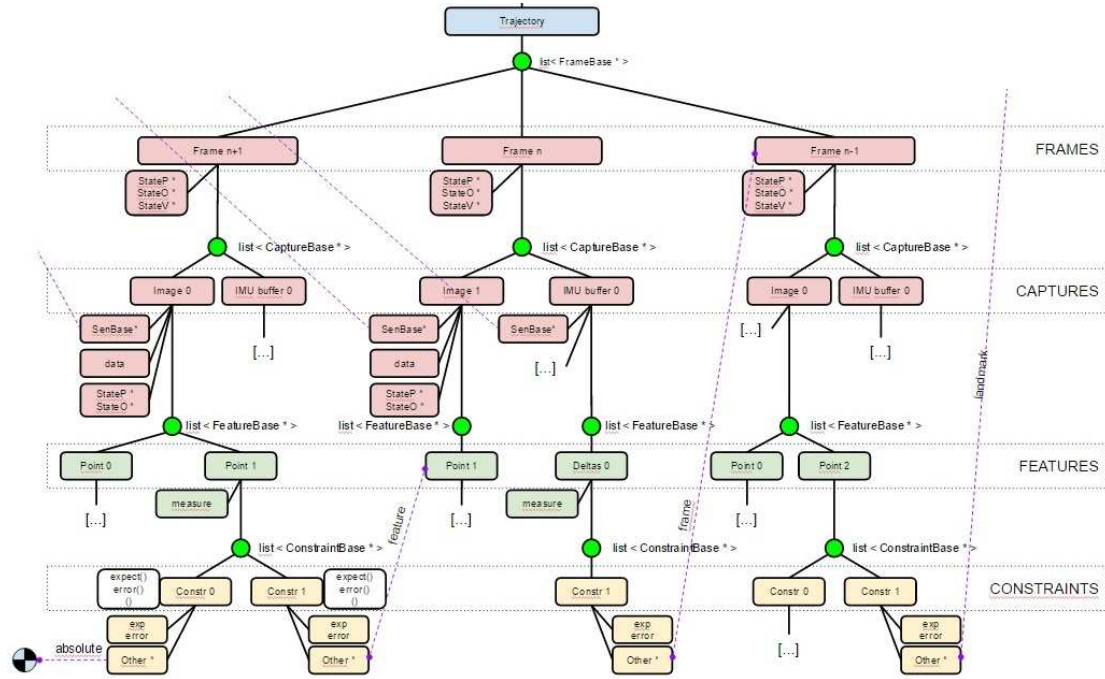 Trajectory
list< FrameBase * >
Frame n+1
Frame n
Frame n-1
FRAMES
StateP *
StateO *
StateV *
StateP *
StateO *
StateV *
StateP *
StateO *
StateV *
list < CaptureBase * >
list < CaptureBase * >
list < CaptureBase * >
Image 0
IMU buffer 0
Image 1
IMU buffer 0
Image 0
IMU buffer 0
CAPTURES
SenBase*
[...]
SenBase*
SenBase*
[...]
[...]
[...]
data
data
StateP *
StateO *
StateP *
StateO *
landmark
list < FeatureBase * >
list < FeatureBase * >
list < FeatureBase * >
list < FeatureBase * >
Point 0
Point 1
Point 1
Deltas 0
Point 0
Point 2
FEATURES
measure
measure
[...]
[...]
[...]
feature
frame
list < ConstraintBase * >
list < ConstraintBase * >
list < ConstraintBase * >
expect()
error()
()
Constr 0
Constr 1
expect()
error()
()
Constr 1
Constr 0
Constr 1
CONSTRAINTS
exp
error
exp
error
exp
error
[...]
exp
error
absolute
Other *
Other *
Other *
Other *